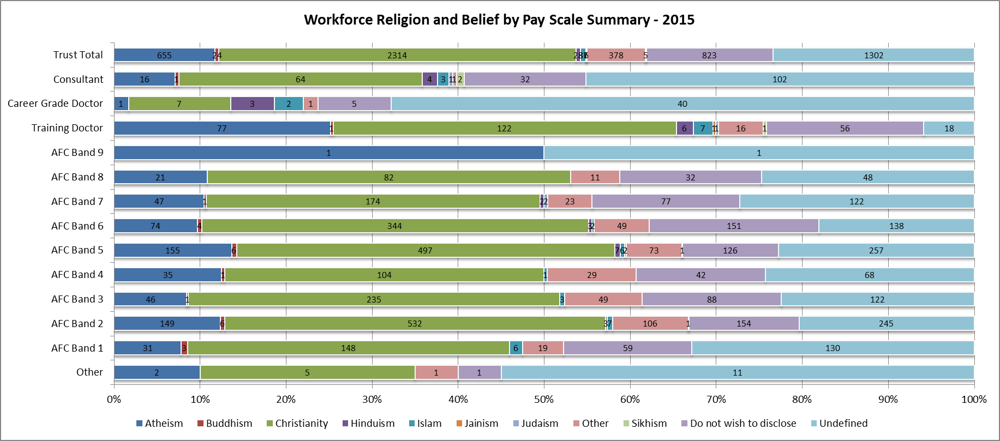 Workforce Religion and Belief by Pay Scale Summary - 2015
Trust Total 655 24 2314 378 5 823 1302
Consultant 16 1 64 4 3 1 1 2 32 102
Career Grade Doctor 1 7 3 2 1 5 40
Training Doctor 77 1 122 6 7 1 1 16 1 56 18
AFC Band 9 1 1
AFC Band 8 21 82 11 32 48
AFC Band 7 47 1 174 2 2 23 77 122
AFC Band 6 74 4 344 3 2 49 151 138
AFC Band 5 155 6 497 7 6 2 73 1 126 257
AFC Band 4 35 1 104 1 29 42 68
AFC Band 3 46 1 235 3 49 88 122
AFC Band 2 149 6 532 3 7 106 1 154 245
AFC Band 1 31 3 148 6 19 59 130
Other 2 5 1 1 11
0% 10% 20% 30% 40% 50% 60% 70% 80% 90% 100%
Atheism Buddhism Christianity Hinduism Islam Jainism Judaism Other Sikhism Do not wish to disclose Undefined